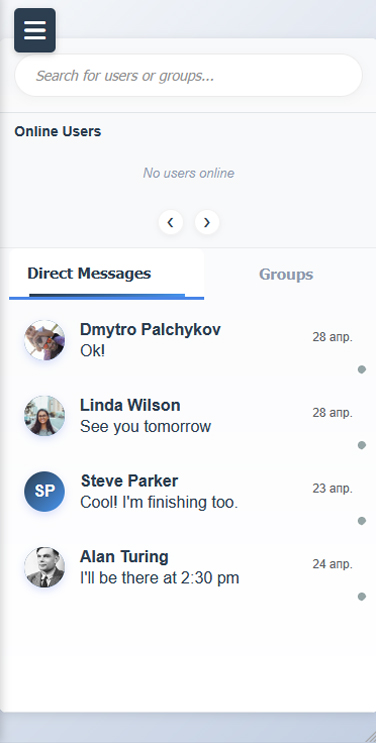 Search for users or groups...
Online Users
No users online
‹ ›
Direct Messages
Groups
Dmytro Palchykov
28 апр.
Ok!
Linda Wilson
28 апр.
See you tomorrow
SP
Steve Parker
23 апр.
Cool! I'm finishing too.
Alan Turing
24 апр.
I'll be there at 2:30 pm